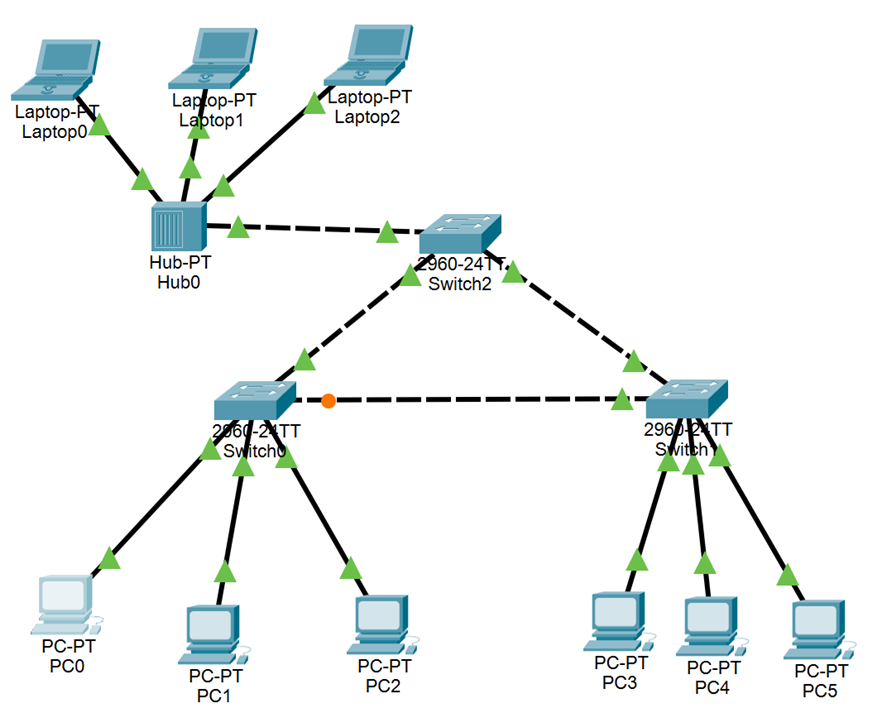 Laptop-PT
Laptop0
Laptop-PT
Laptop1
Laptop-PT
Laptop2
Hub-PT
Hub0
2960-24TT
Switch2
2960-24TT
Switch0
2960-24TT
Switch1
PC-PT
PC0
PC-PT
PC1
PC-PT
PC2
PC-PT
PC3
PC-PT
PC4
PC-PT
PC5